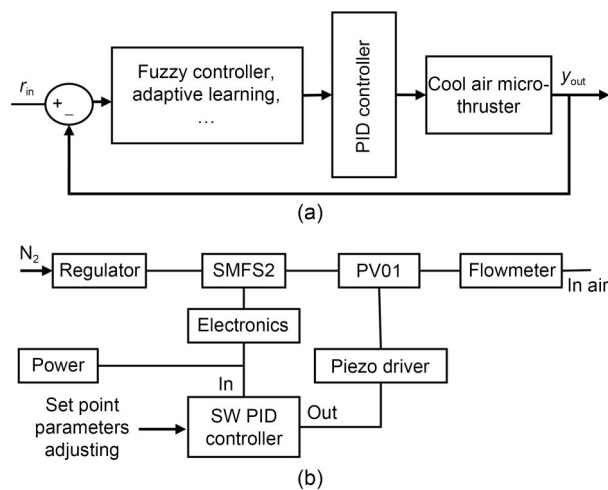 r_in
+
−
Fuzzy controller,
adaptive learning,
…
PID controller
Cool air micro-
thruster
y_out
(a)
N₂
Regulator
SMFS2
PV01
Flowmeter
In air
Electronics
Power
Piezo driver
In
Set point
parameters
adjusting
SW PID
controller
Out
(b)